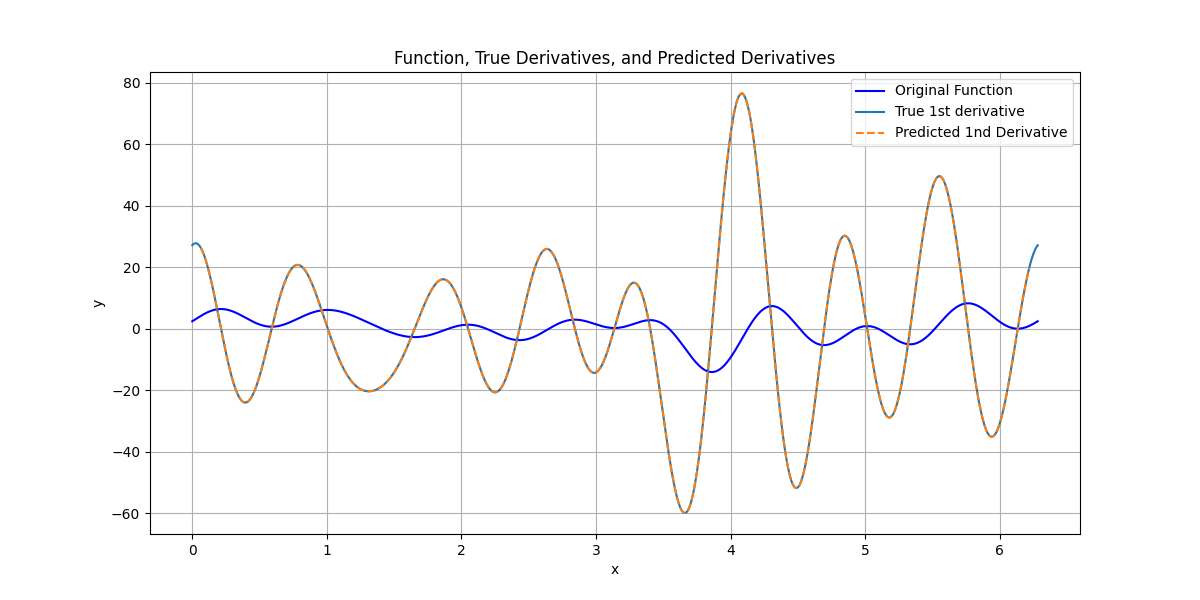 Function, True Derivatives, and Predicted Derivatives
Original Function
True 1st derivative
Predicted 1nd Derivative
80
60
40
20
0
−20
−40
−60
y
0 1 2 3 4 5 6
x